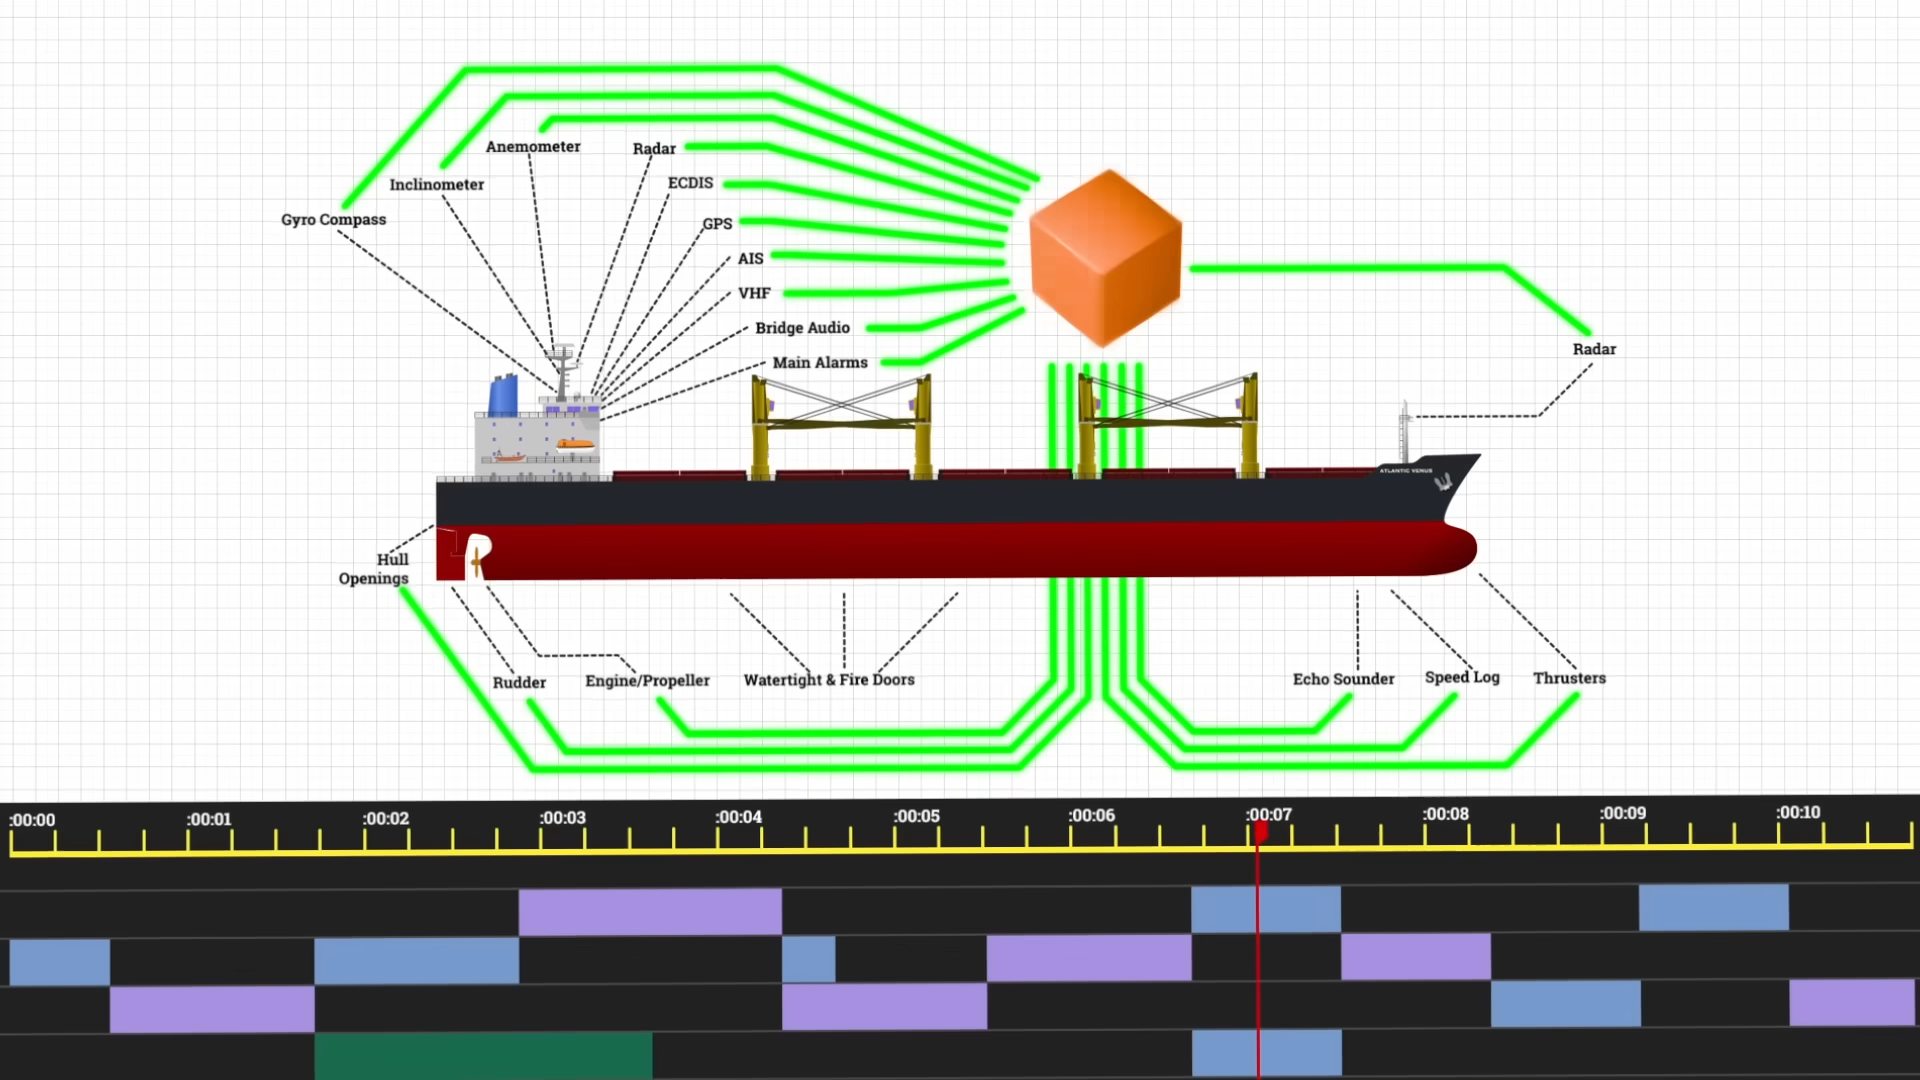 Anemometer
Radar
Inclinometer
ECDIS
Gyro Compass
GPS
AIS
VHF
Bridge Audio
Main Alarms
Radar
ATLANTIC VENUS
Hull
Openings
Rudder
Engine/Propeller
Watertight & Fire Doors
Echo Sounder
Speed Log
Thrusters
:00:00 :00:01 :00:02 :00:03 :00:04 :00:05 :00:06 :00:07 :00:08 :00:09 :00:10